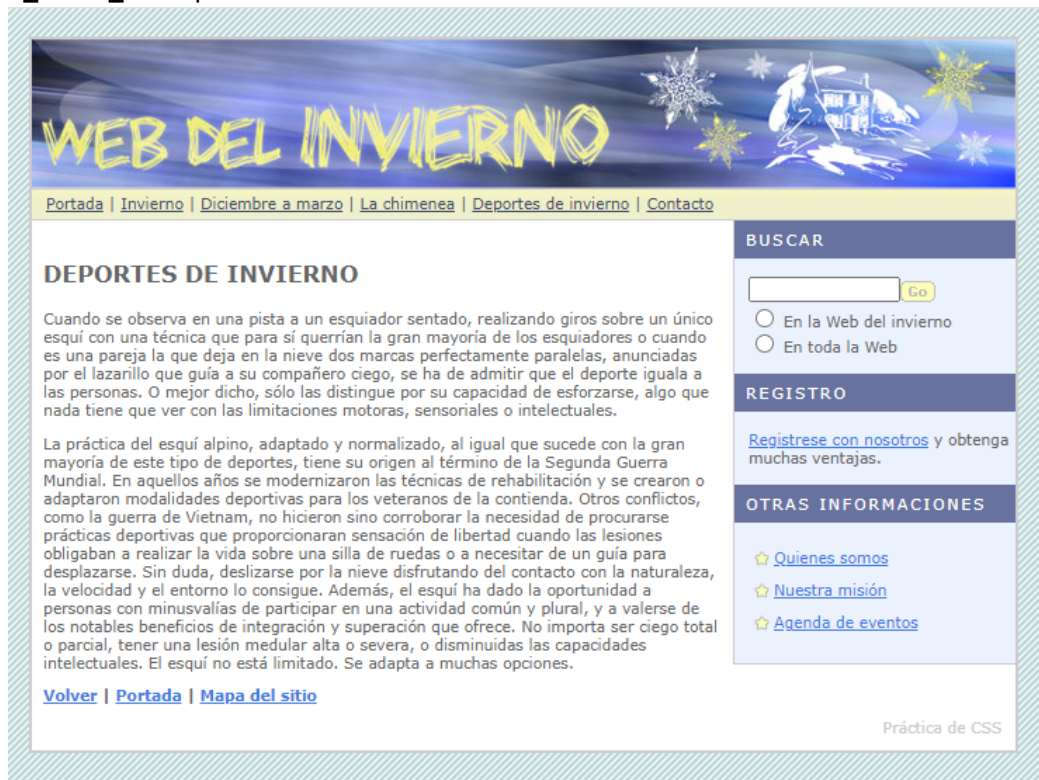 WEB DEL INVIERNO
Portada | Invierno | Diciembre a marzo | La chimenea | Deportes de invierno | Contacto
DEPORTES DE INVIERNO
Cuando se observa en una pista a un esquiador sentado, realizando giros sobre un único
esquí con una técnica que para sí querrían la gran mayoría de los esquiadores o cuando
es una pareja la que deja en la nieve dos marcas perfectamente paralelas, anunciadas
por el lazarillo que guía a su compañero ciego, se ha de admitir que el deporte iguala a
las personas. O mejor dicho, sólo las distingue por su capacidad de esforzarse, algo que
nada tiene que ver con las limitaciones motoras, sensoriales o intelectuales.
La práctica del esquí alpino, adaptado y normalizado, al igual que sucede con la gran
mayoría de este tipo de deportes, tiene su origen al término de la Segunda Guerra
Mundial. En aquellos años se modernizaron las técnicas de rehabilitación y se crearon o
adaptaron modalidades deportivas para los veteranos de la contienda. Otros conflictos,
como la guerra de Vietnam, no hicieron sino corroborar la necesidad de procurarse
prácticas deportivas que proporcionaran sensación de libertad cuando las lesiones
obligaban a realizar la vida sobre una silla de ruedas o a necesitar de un guía para
desplazarse. Sin duda, deslizarse por la nieve disfrutando del contacto con la naturaleza,
la velocidad y el entorno lo consigue. Además, el esquí ha dado la oportunidad a
personas con minusvalías de participar en una actividad común y plural, y a valerse de
los notables beneficios de integración y superación que ofrece. No importa ser ciego total
o parcial, tener una lesión medular alta o severa, o disminuidas las capacidades
intelectuales. El esquí no está limitado. Se adapta a muchas opciones.
Volver | Portada | Mapa del sitio
BUSCAR
Go
En la Web del invierno
En toda la Web
REGISTRO
Registrese con nosotros y obtenga
muchas ventajas.
OTRAS INFORMACIONES
Quienes somos
Nuestra misión
Agenda de eventos
Práctica de CSS